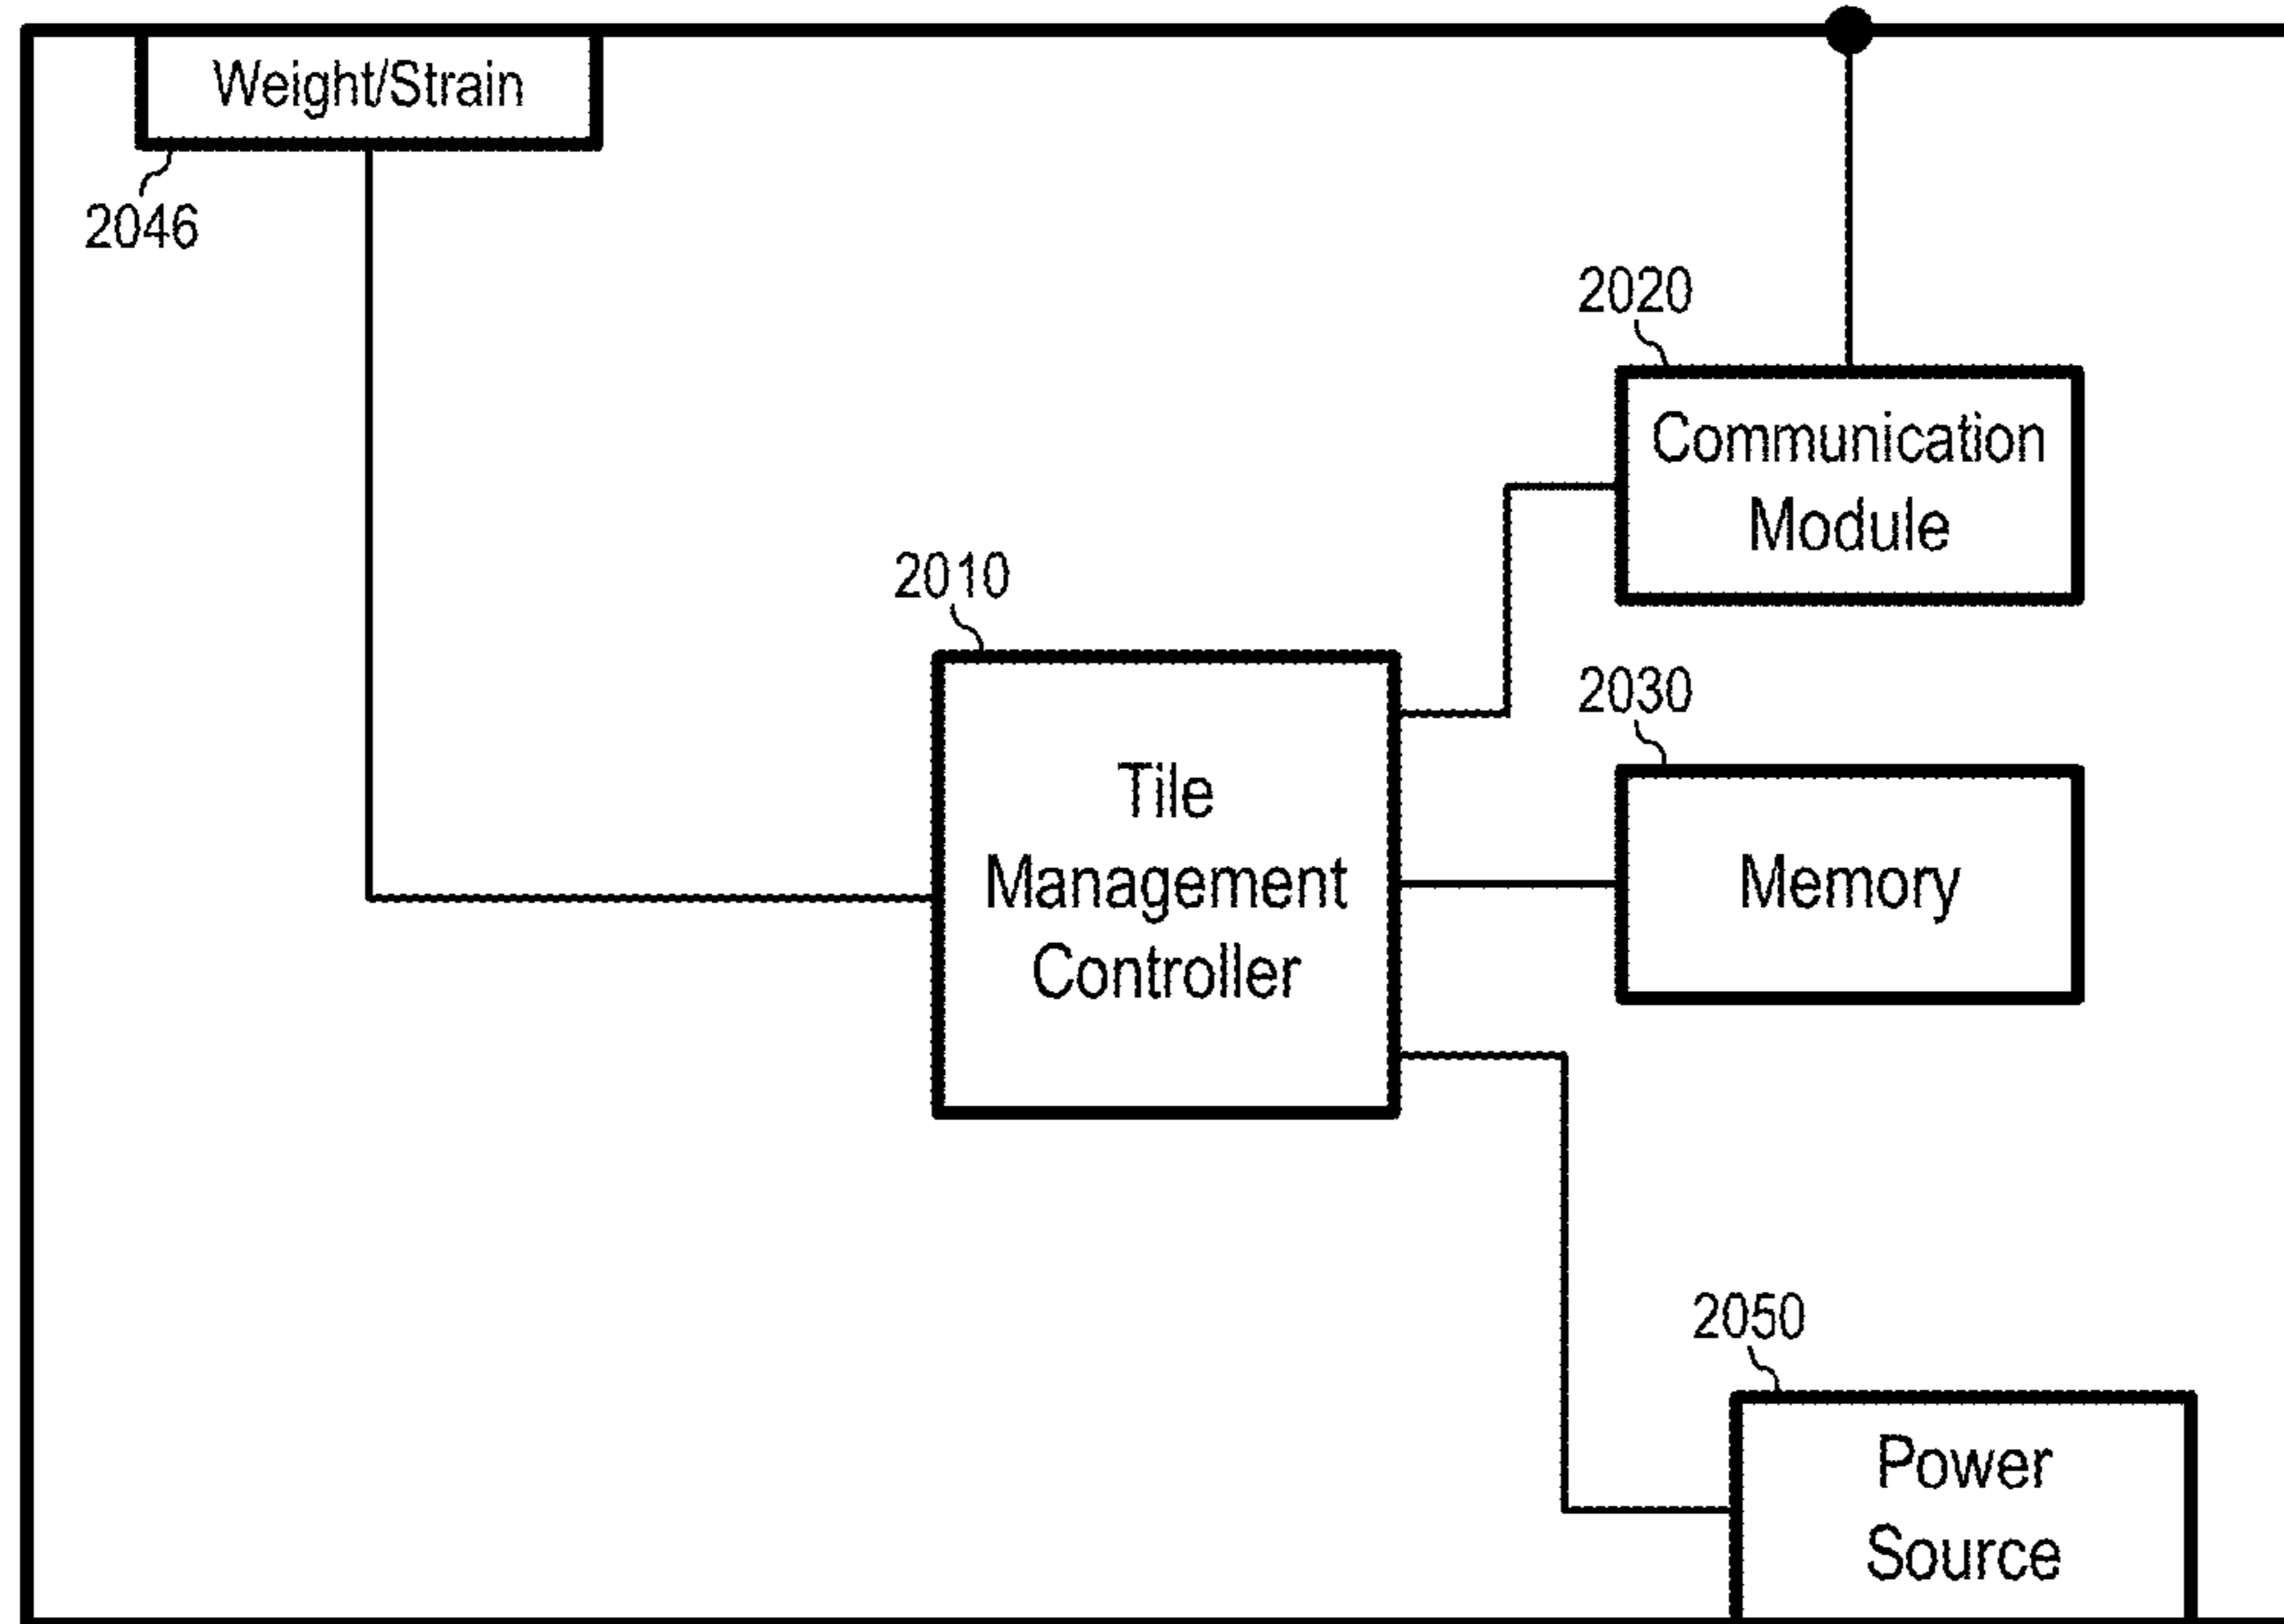 Weight/Strain
2046
2020
Communication
Module
2010
Tile
Management
Controller
2030
Memory
2050
Power
Source